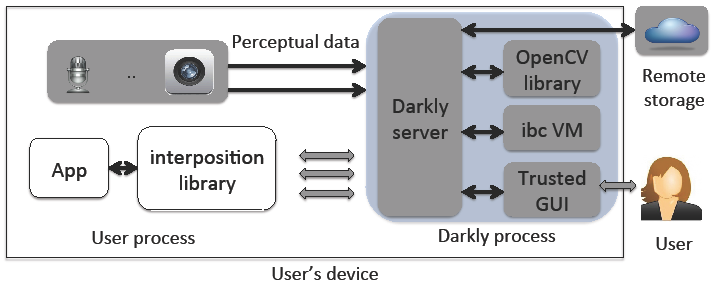 Perceptual data
..
Darkly
server
OpenCV
library
ibc VM
Trusted
GUI
Remote
storage
App
interposition
library
User process
Darkly process
User
User's device